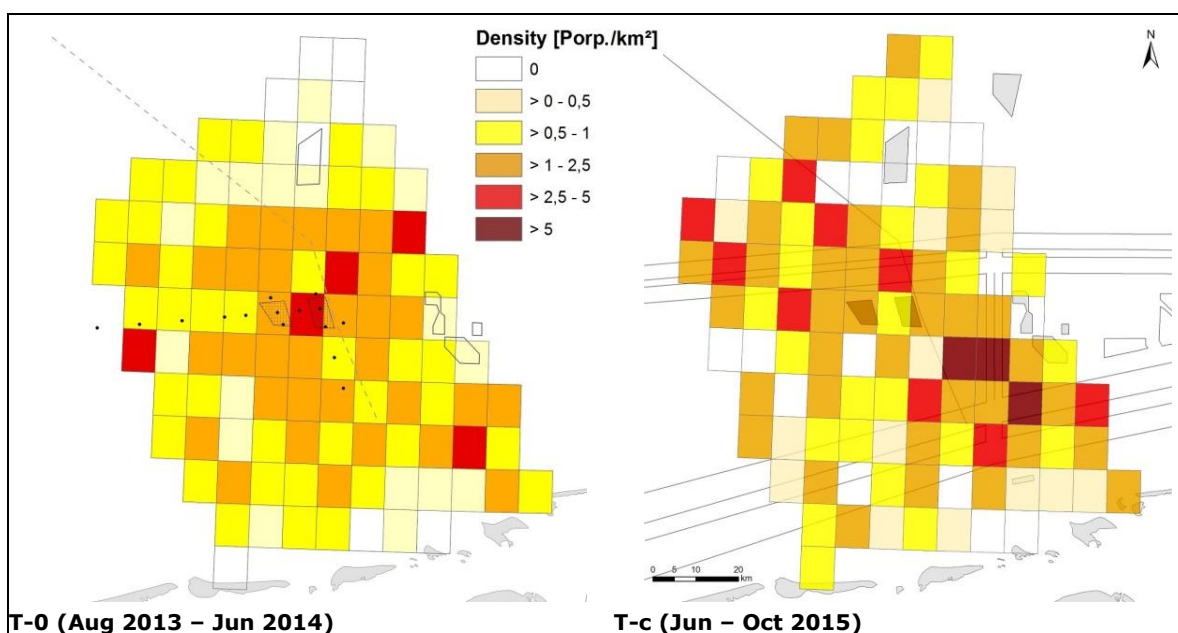 Density [Porp./km²]
0
> 0 - 0,5
> 0,5 - 1
> 1 - 2,5
> 2,5 - 5
> 5
N
0 5 10 20
km
T-0 (Aug 2013 – Jun 2014)
T-c (Jun – Oct 2015)